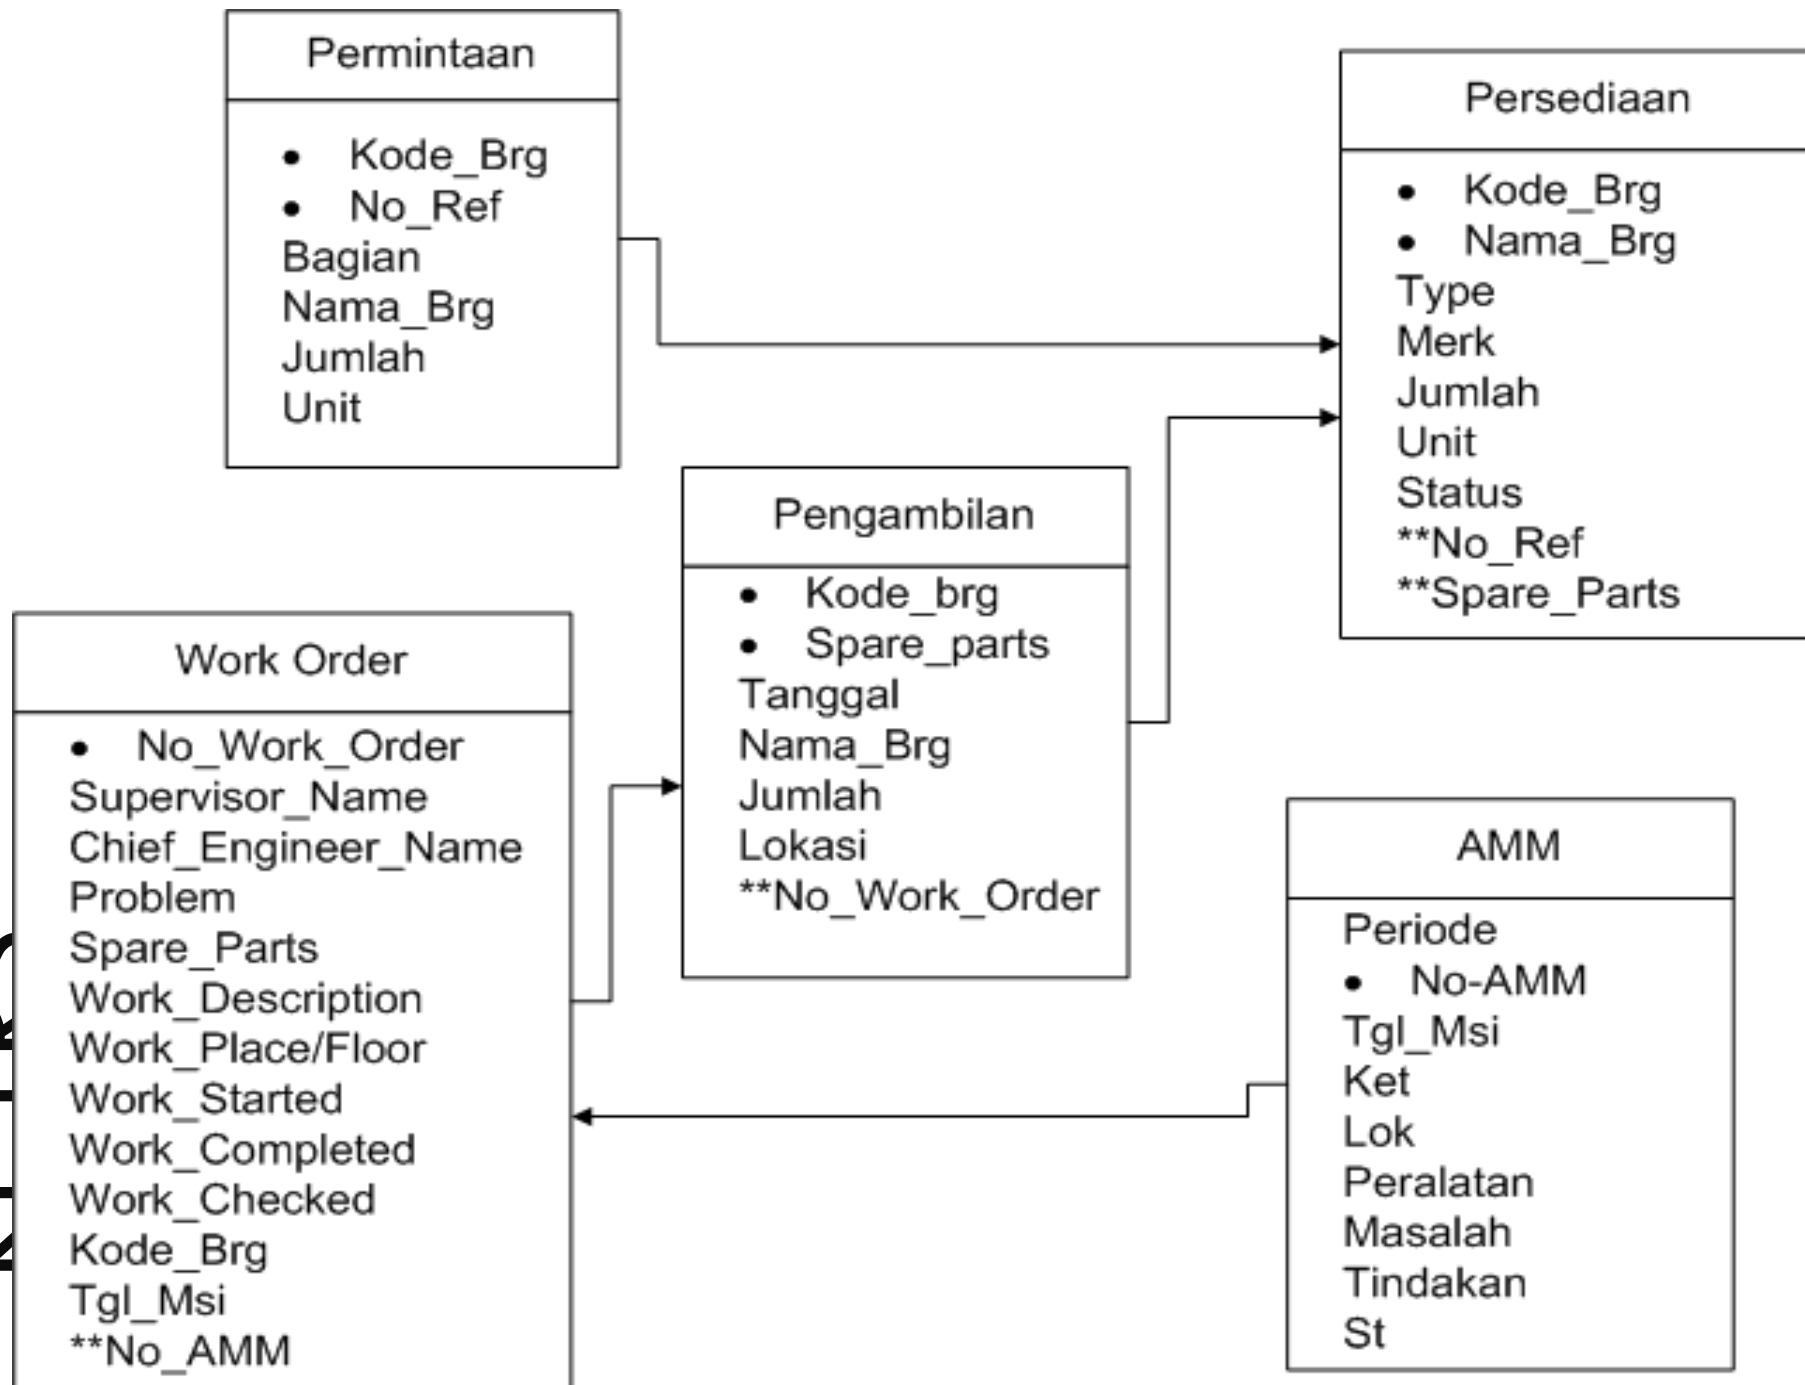 Permintaan
• Kode_Brg
• No_Ref
Bagian
Nama_Brg
Jumlah
Unit
Persediaan
• Kode_Brg
• Nama_Brg
Type
Merk
Jumlah
Unit
Status
**No_Ref
**Spare_Parts
Pengambilan
• Kode_brg
• Spare_parts
Tanggal
Nama_Brg
Jumlah
Lokasi
**No_Work_Order
Work Order
• No_Work_Order
Supervisor_Name
Chief_Engineer_Name
Problem
Spare_Parts
Work_Description
Work_Place/Floor
Work_Started
Work_Completed
Work_Checked
Kode_Brg
Tgl_Msi
**No_AMM
AMM
Periode
• No-AMM
Tgl_Msi
Ket
Lok
Peralatan
Masalah
Tindakan
St